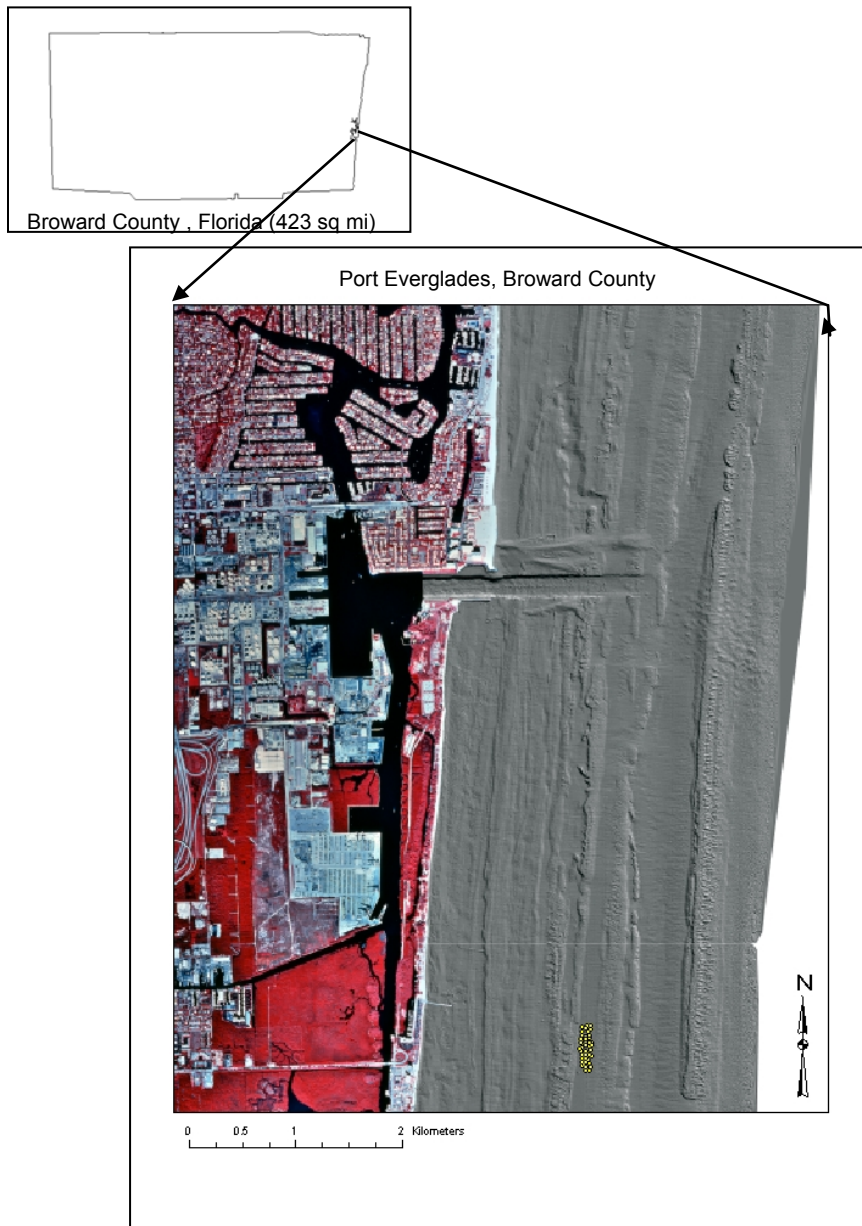 Broward County , Florida (423 sq mi)
Port Everglades, Broward County
N
0 0.5 1 2 Kilometers